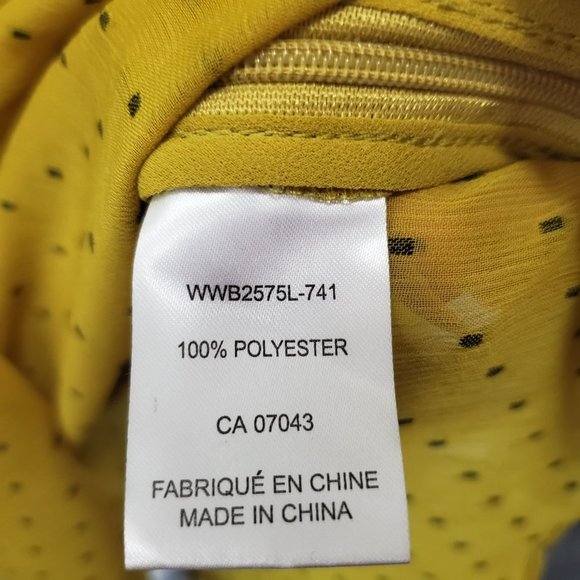 WWB2575L-741
100% POLYESTER
CA 07043
FABRIQUÉ EN CHINE
MADE IN CHINA